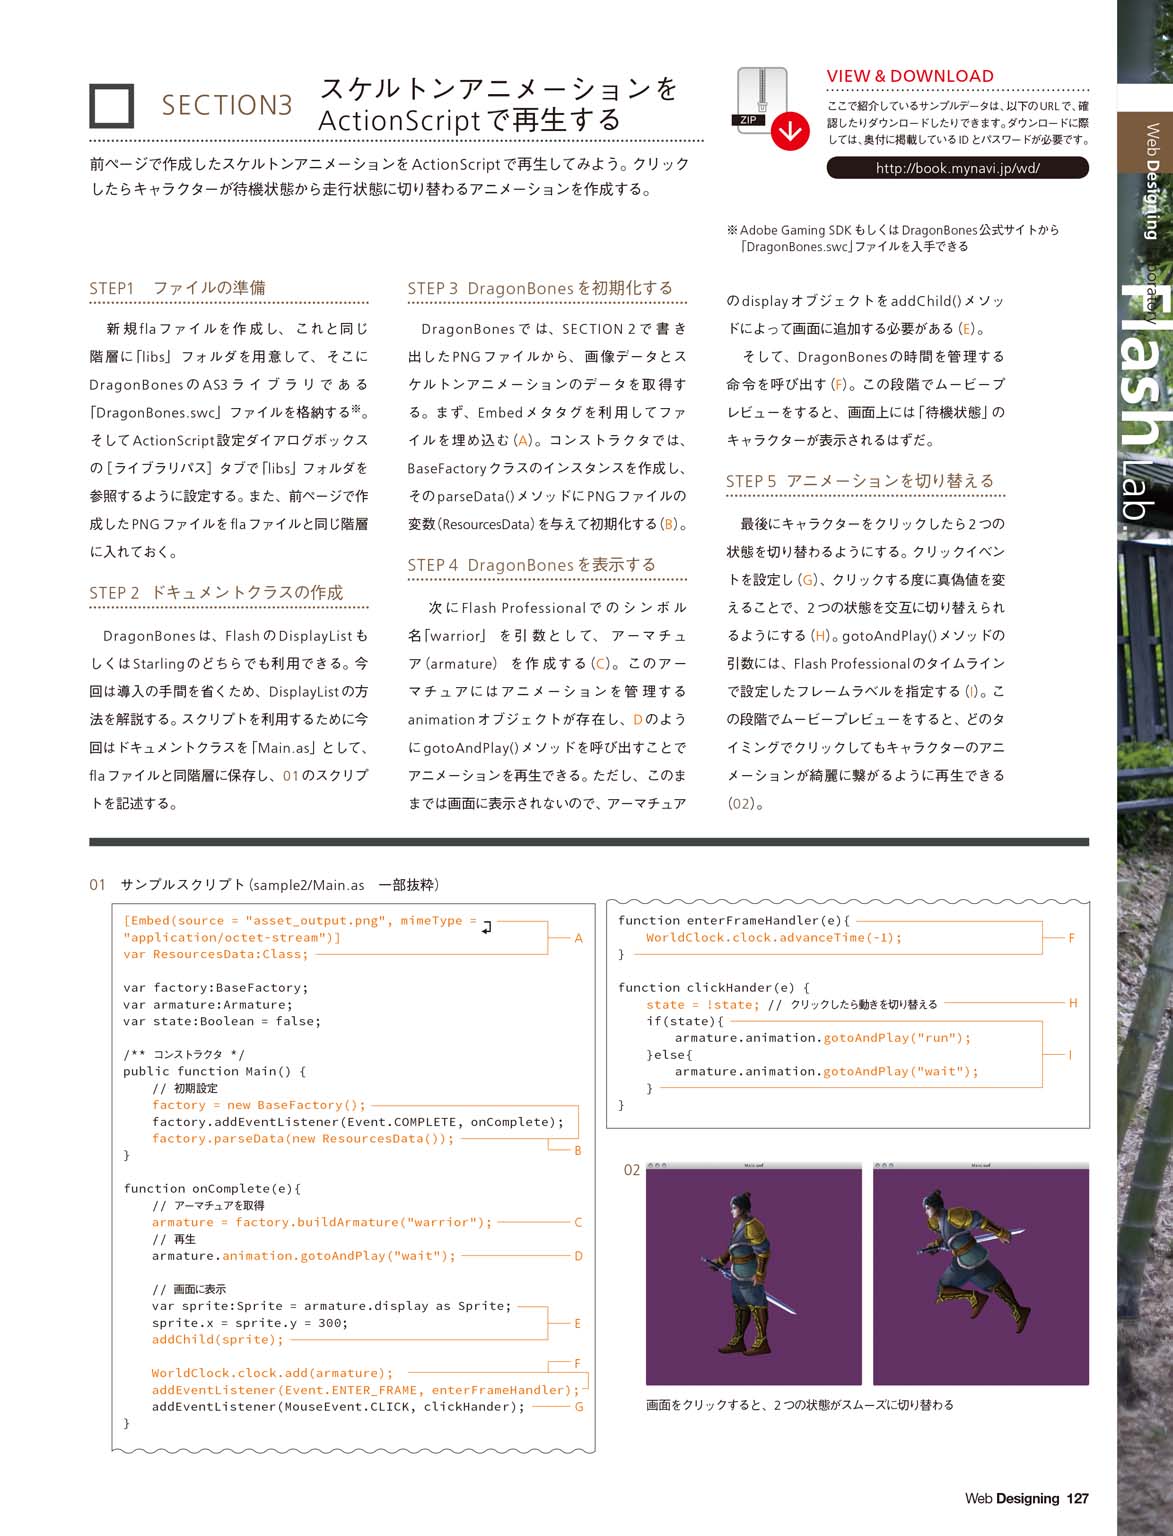 SECTION3
スケルトンアニメーションを
ActionScriptで再生する
前ページで作成したスケルトンアニメーションをActionScriptで再生してみよう。クリック
したらキャラクターが待機状態から走行状態に切り替わるアニメーションを作成する。
ZIP
VIEW & DOWNLOAD
ここで紹介しているサンプルデータは、以下のURLで、確
認したりダウンロードしたりできます。ダウンロードに際
しては、奥付に掲載しているIDとパスワードが必要です。
http://book.mynavi.jp/wd/
※Adobe Gaming SDKもしくはDragonBones公式サイトから
「DragonBones.swc」ファイルを入手できる
STEP1 ファイルの準備
新規flaファイルを作成し、これと同じ
階層に「libs」フォルダを用意して、そこに
DragonBonesのAS3ライブラリである
「DragonBones.swc」ファイルを格納する※。
そしてActionScript設定ダイアログボックス
の［ライブラリパス］タブで「libs」フォルダを
参照するように設定する。また、前ページで作
成したPNGファイルをflaファイルと同じ階層
に入れておく。
STEP 2 ドキュメントクラスの作成
DragonBonesは、FlashのDisplayListも
しくはStarlingのどちらでも利用できる。今
回は導入の手間を省くため、DisplayListの方
法を解説する。スクリプトを利用するために今
回はドキュメントクラスを「Main.as」として、
flaファイルと同階層に保存し、01のスクリプ
トを記述する。
STEP 3 DragonBonesを初期化する
DragonBonesでは、SECTION2で書き
出したPNGファイルから、画像データとス
ケルトンアニメーションのデータを取得す
る。まず、Embedメタタグを利用してファ
イルを埋め込む（A）。コンストラクタでは、
BaseFactoryクラスのインスタンスを作成し、
そのparseData()メソッドにPNGファイルの
変数（ResourcesData）を与えて初期化する（B）。
STEP 4 DragonBonesを表示する
次にFlash Professionalでのシンボル
名「warrior」を引数として、アーマチュ
ア（armature）を作成する（C）。このアー
マチュアにはアニメーションを管理する
animationオブジェクトが存在し、Dのよう
にgotoAndPlay()メソッドを呼び出すことで
アニメーションを再生できる。ただし、このま
までは画面に表示されないので、アーマチュア
のdisplayオブジェクトをaddChild()メソッ
ドによって画面に追加する必要がある（E）。
そして、DragonBonesの時間を管理する
命令を呼び出す（F）。この段階でムービープ
レビューをすると、画面上には「待機状態」の
キャラクターが表示されるはずだ。
STEP 5 アニメーションを切り替える
最後にキャラクターをクリックしたら2つの
状態を切り替わるようにする。クリックイベン
トを設定し（G）、クリックする度に真偽値を変
えることで、2つの状態を交互に切り替えられ
るようにする（H）。gotoAndPlay()メソッドの
引数には、Flash Professionalのタイムライン
で設定したフレームラベルを指定する（I）。こ
の段階でムービープレビューをすると、どのタ
イミングでクリックしてもキャラクターのアニ
メーションが綺麗に繋がるように再生できる
（02）。
01 サンプルスクリプト（sample2/Main.as 一部抜粋）
[Embed(source = "asset_output.png", mimeType =
"application/octet-stream")]
A
var ResourcesData:Class;
var factory:BaseFactory;
var armature:Armature;
var state:Boolean = false;
/** コンストラクタ */
public function Main() {
// 初期設定
factory = new BaseFactory();
factory.addEventListener(Event.COMPLETE, onComplete);
factory.parseData(new ResourcesData());
B
}
function onComplete(e){
// アーマチュアを取得
armature = factory.buildArmature("warrior");
C
// 再生
armature.animation.gotoAndPlay("wait");
D
// 画面に表示
var sprite:Sprite = armature.display as Sprite;
sprite.x = sprite.y = 300;
E
addChild(sprite);
F
WorldClock.clock.add(armature);
addEventListener(Event.ENTER_FRAME, enterFrameHandler);
addEventListener(MouseEvent.CLICK, clickHander);
G
}
function enterFrameHandler(e){
WorldClock.clock.advanceTime(-1);
F
}
function clickHander(e) {
state = !state; // クリックしたら動きを切り替える
H
if(state){
armature.animation.gotoAndPlay("run");
}else{
I
armature.animation.gotoAndPlay("wait");
}
}
02
Main.swf
Main.swf
画面をクリックすると、2つの状態がスムーズに切り替わる
Web Designing
Flash Lab.
Web Designing 127